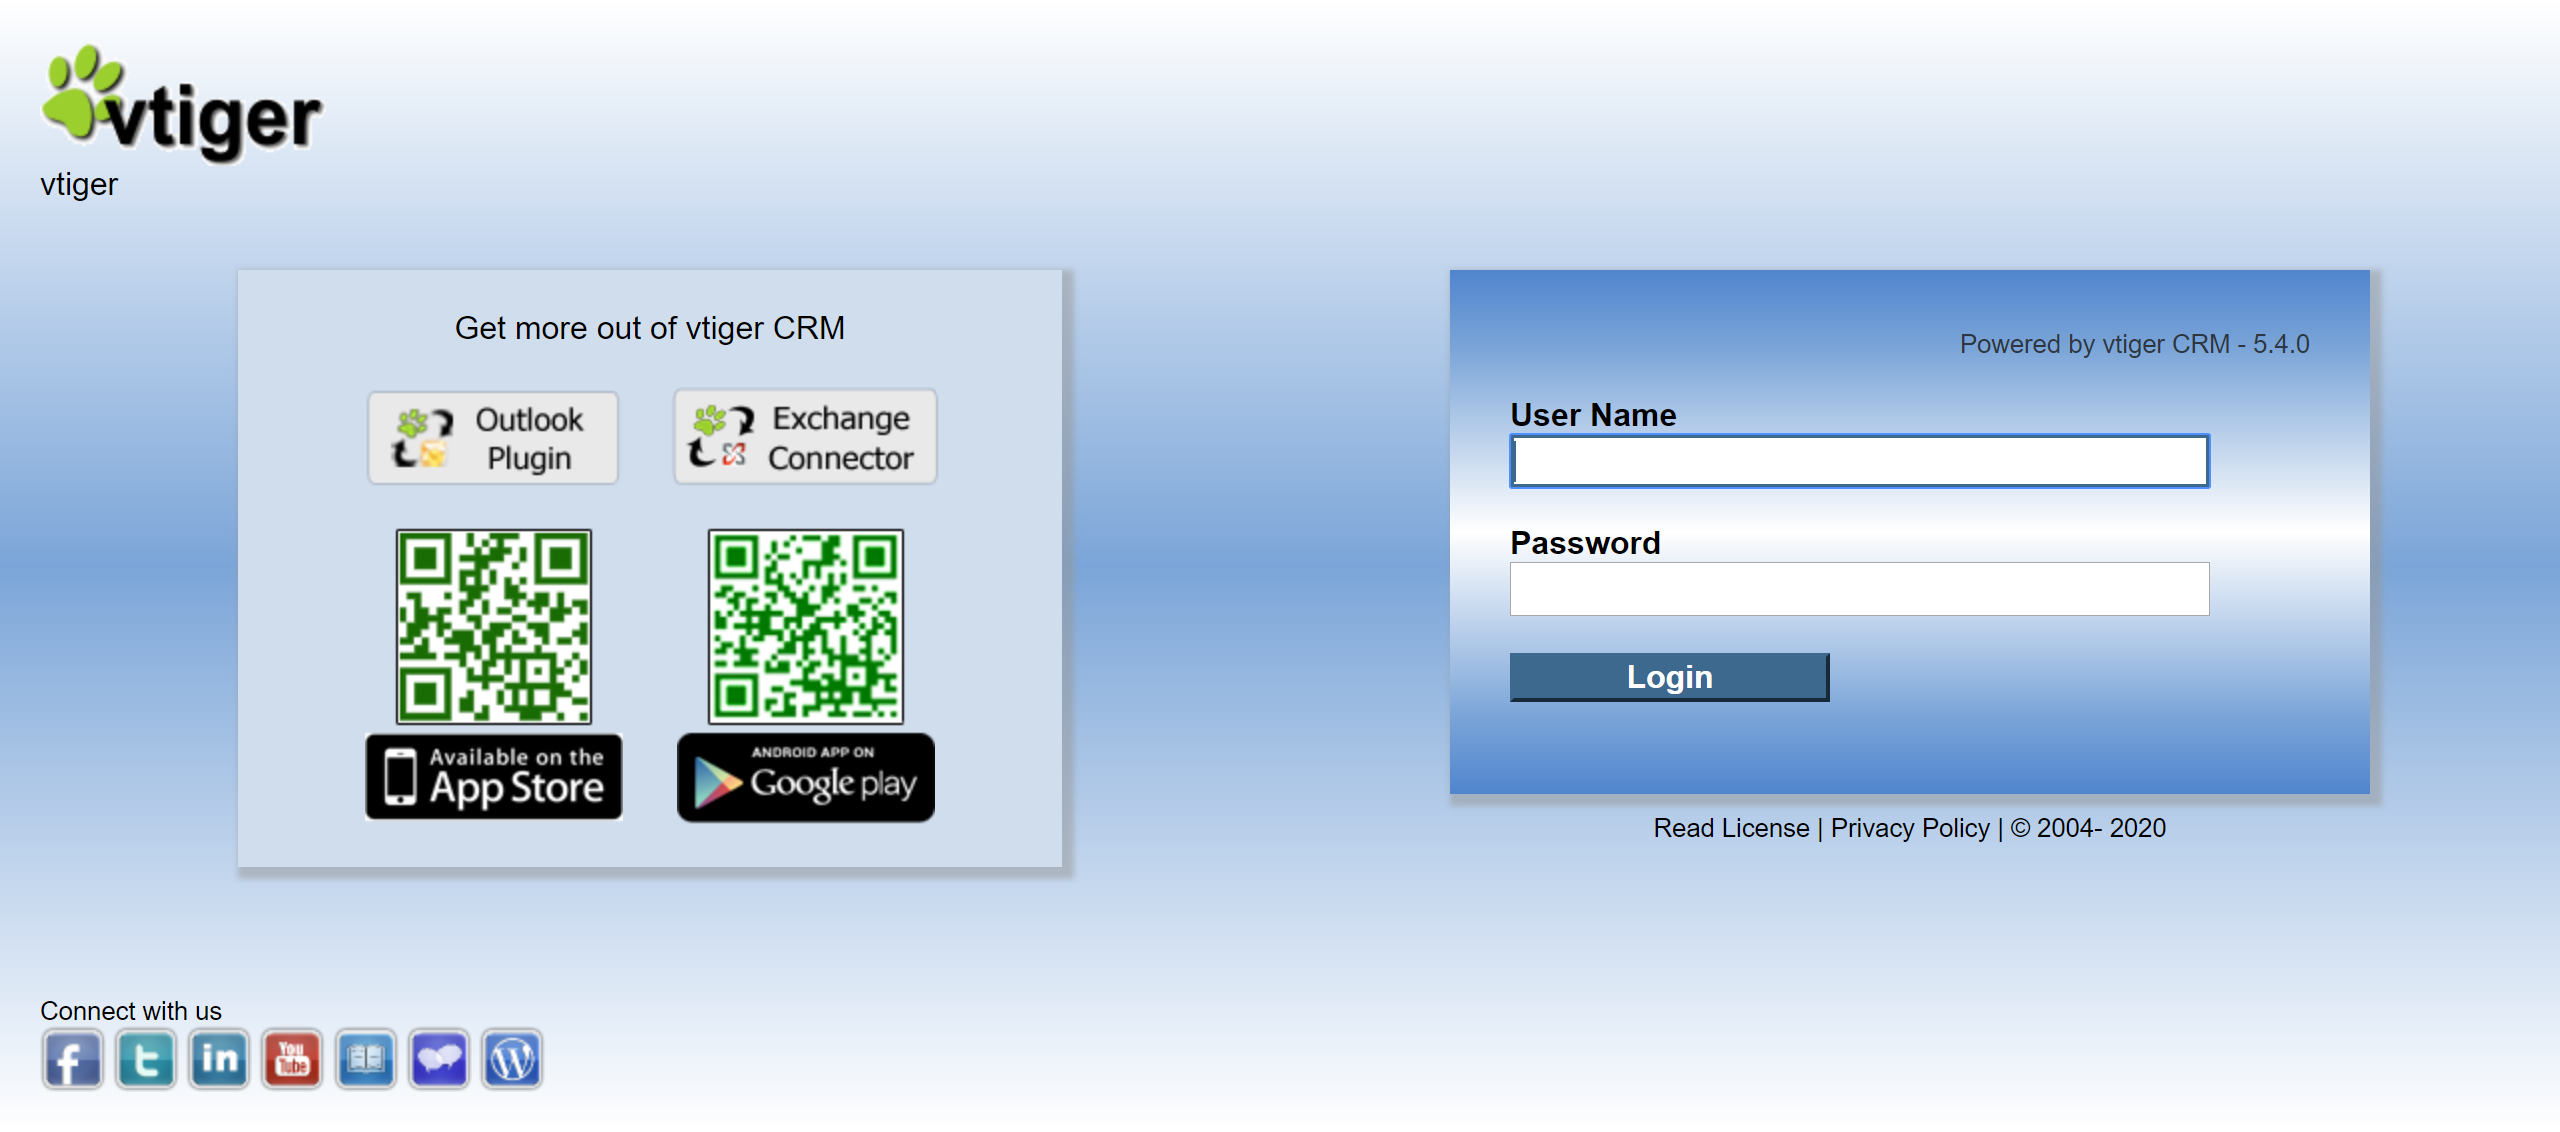 vtiger
vtiger
Get more out of vtiger CRM
Outlook
Plugin
Exchange
Connector
Available on the
App Store
ANDROID APP ON
Google play
Powered by vtiger CRM - 5.4.0
User Name
Password
Login
Read License | Privacy Policy | © 2004- 2020
Connect with us
f
t
in
You
Tube
W